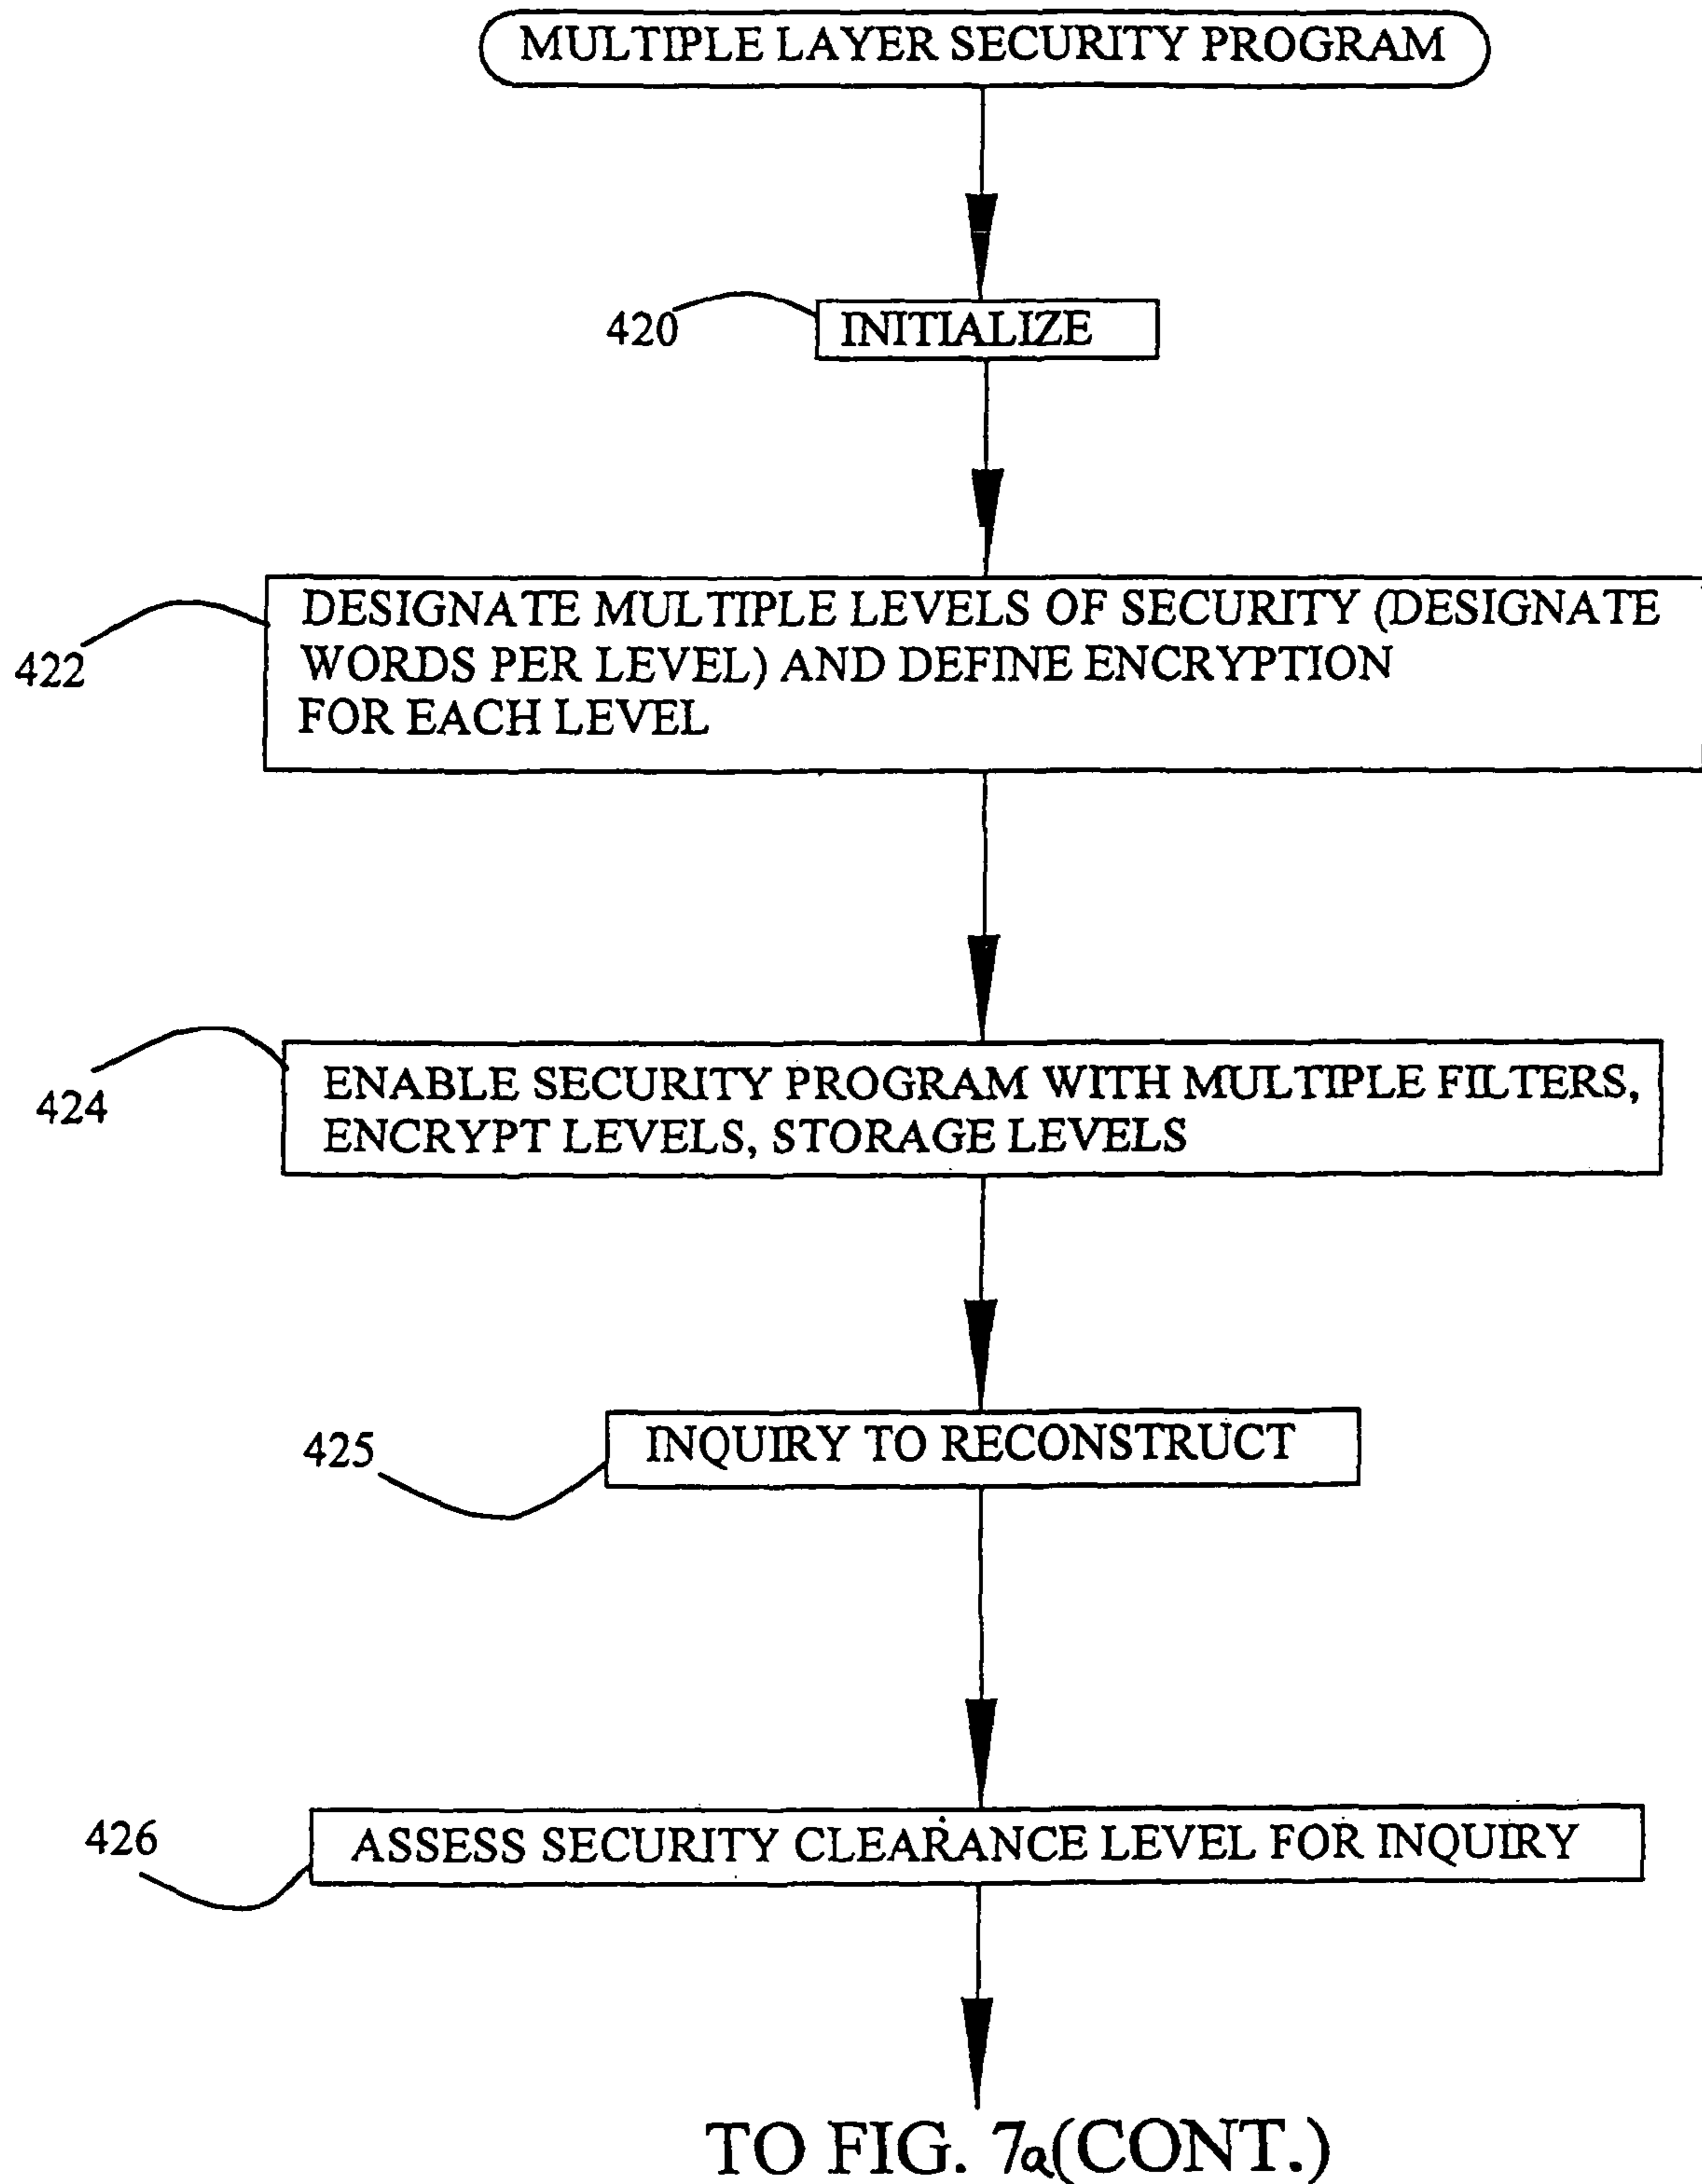 MULTIPLE LAYER SECURITY PROGRAM
420
INITIALIZE
422
DESIGNATE MULTIPLE LEVELS OF SECURITY (DESIGNATE
WORDS PER LEVEL) AND DEFINE ENCRYPTION
FOR EACH LEVEL
424
ENABLE SECURITY PROGRAM WITH MULTIPLE FILTERS,
ENCRYPT LEVELS, STORAGE LEVELS
425
INQUIRY TO RECONSTRUCT
426
ASSESS SECURITY CLEARANCE LEVEL FOR INQUIRY
TO FIG. 7a(CONT.)